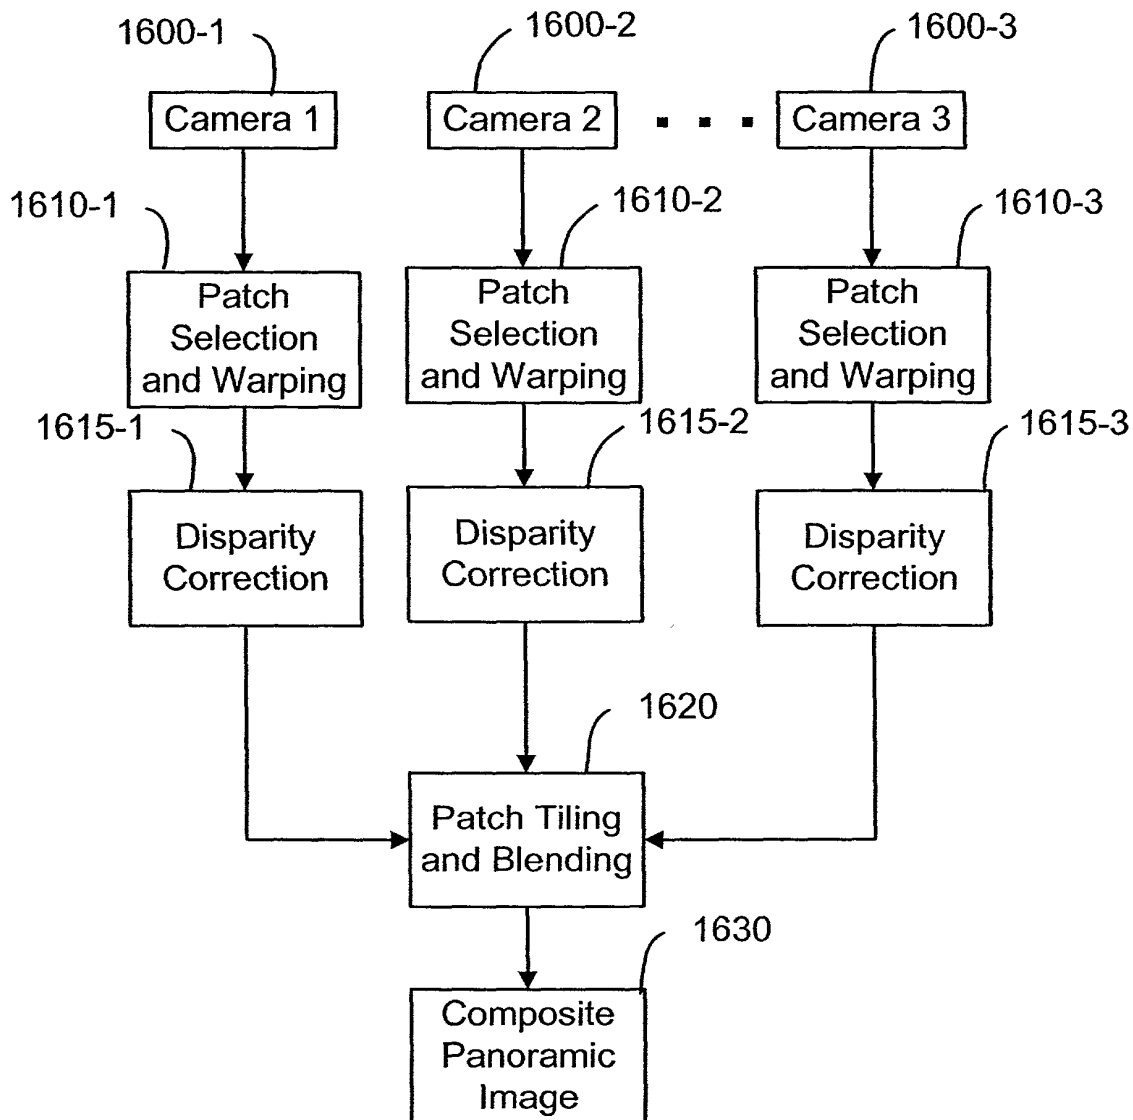 1600-1
1600-2
1600-3
Camera 1
Camera 2
Camera 3
1610-1
1610-2
1610-3
Patch
Selection
and Warping
Patch
Selection
and Warping
Patch
Selection
and Warping
1615-1
1615-2
1615-3
Disparity
Correction
Disparity
Correction
Disparity
Correction
1620
Patch Tiling
and Blending
1630
Composite
Panoramic
Image